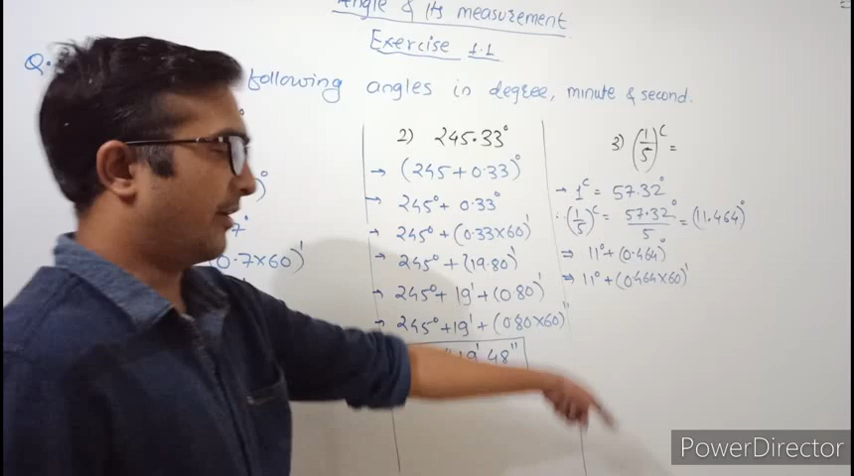 Angle & Its measurement
Exercise 1.1
Q.
following angles in degree, minute & second.
7°
0.7×60)'
2) 245.33°
→ (245+0.33)°
→ 245° + 0.33°
→ 245° + (0.33×60)'
→ 245° + (19.80)'
→ 245° + 19' + (0.80)'
→ 245° +19' + (0.80×60)"
19' 48"
3) (1/5)ᶜ =
→ 1ᶜ = 57.32°
∴ (1/5)ᶜ = 57.32°/5 = (11.464)°
⇒ 11° + (0.464)°
⇒ 11° + (0.464×60)'
PowerDirector